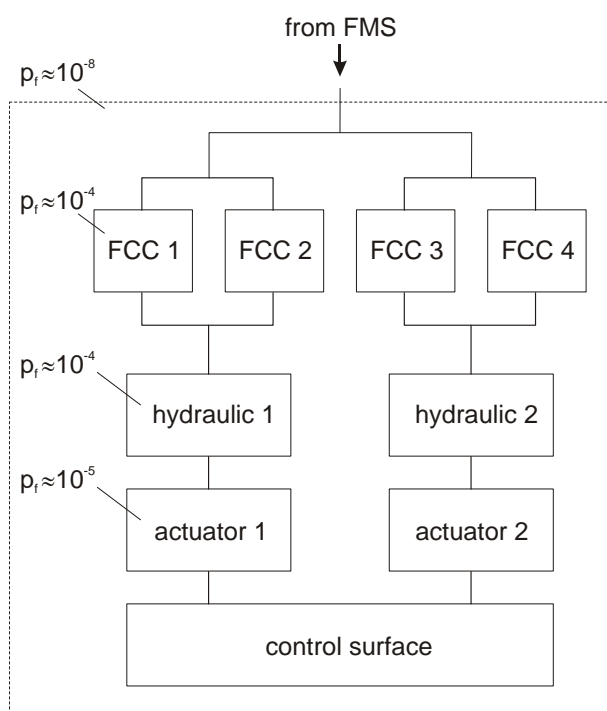 from FMS
pf≈10-8
pf≈10-4
FCC 1
FCC 2
FCC 3
FCC 4
pf≈10-4
hydraulic 1
hydraulic 2
pf≈10-5
actuator 1
actuator 2
control surface